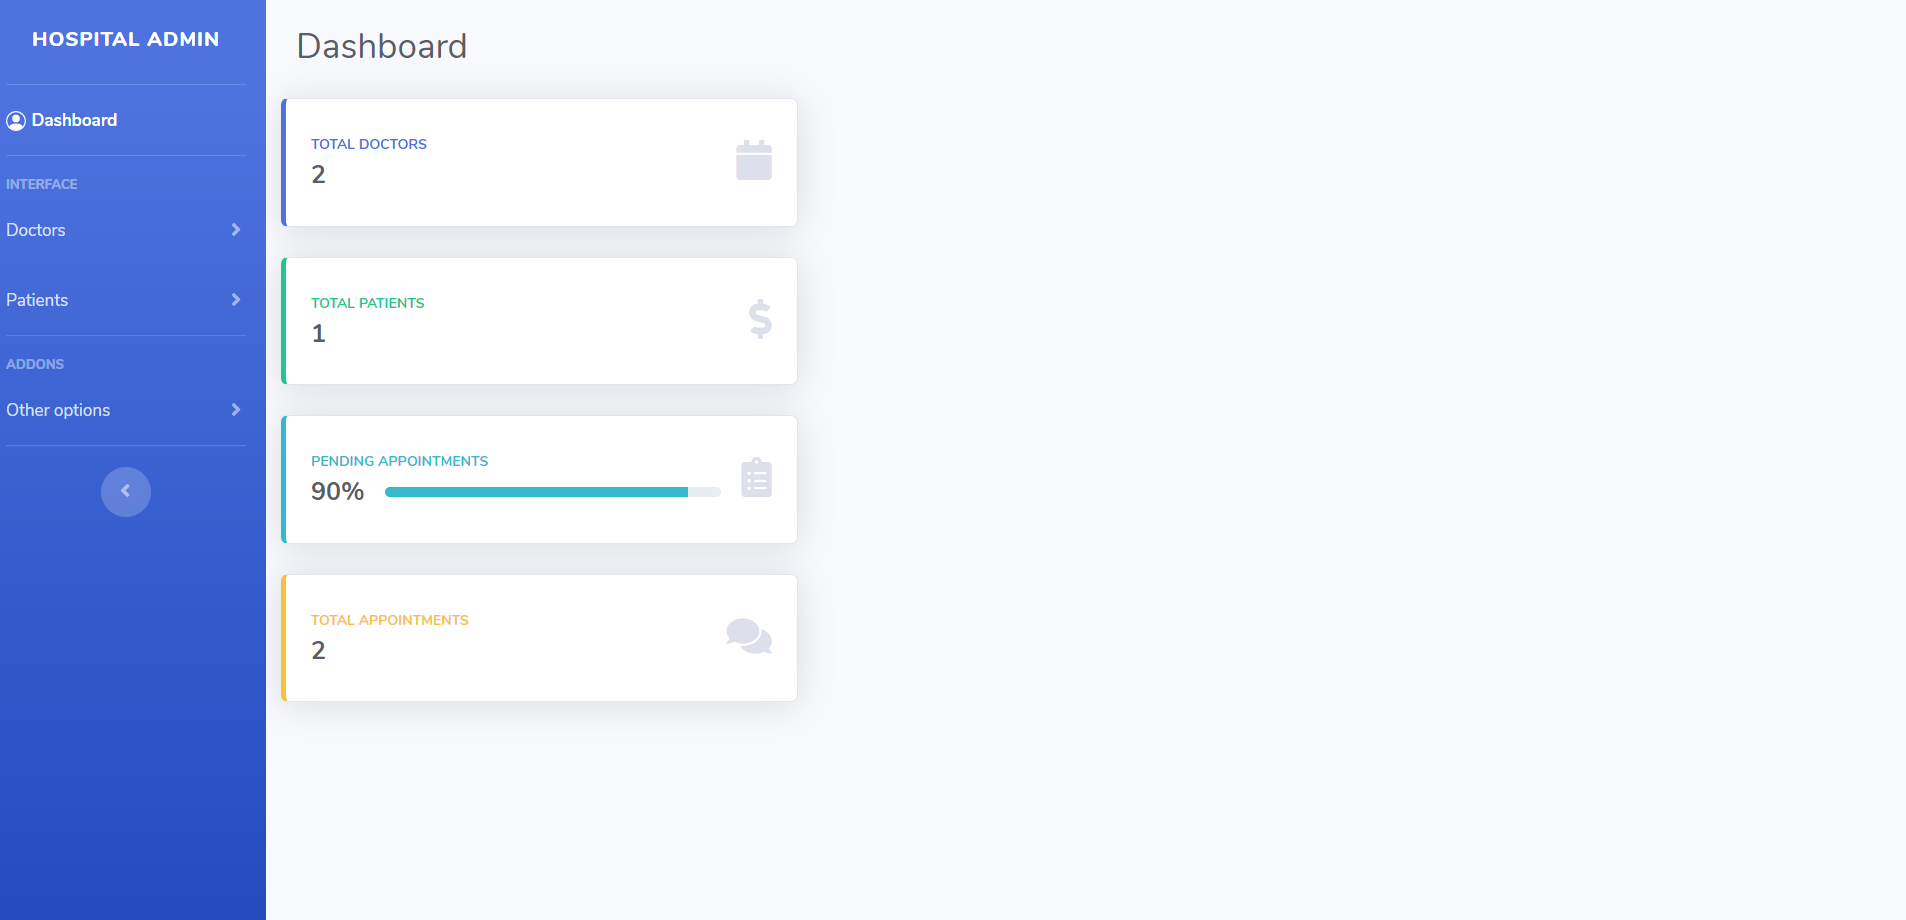 HOSPITAL ADMIN
Dashboard
INTERFACE
Doctors
Patients
ADDONS
Other options
Dashboard
TOTAL DOCTORS
2
TOTAL PATIENTS
1
PENDING APPOINTMENTS
90%
TOTAL APPOINTMENTS
2